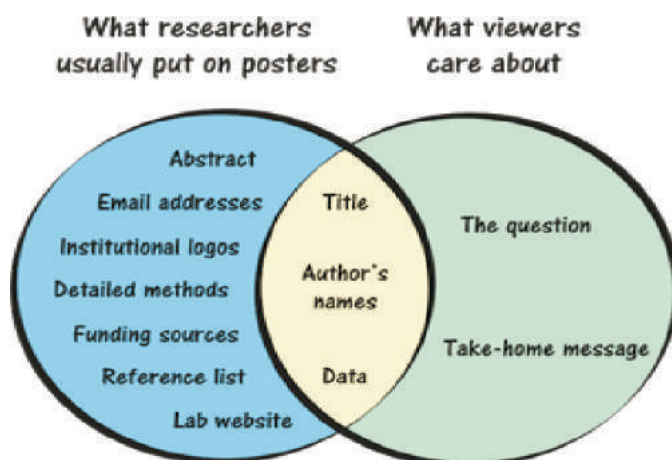 What researchers
usually put on posters
What viewers
care about
Abstract
Email addresses
Institutional logos
Detailed methods
Funding sources
Reference list
Lab website
Title
Author's
names
Data
The question
Take-home message